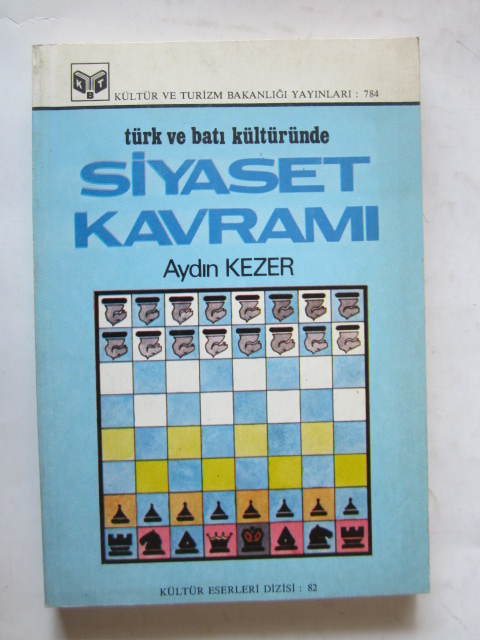 K B T
KÜLTÜR VE TURİZM BAKANLIĞI YAYINLARI : 784
türk ve batı kültüründe
SİYASET
KAVRAMI
Aydın KEZER
KÜLTÜR ESERLERİ DİZİSİ : 82